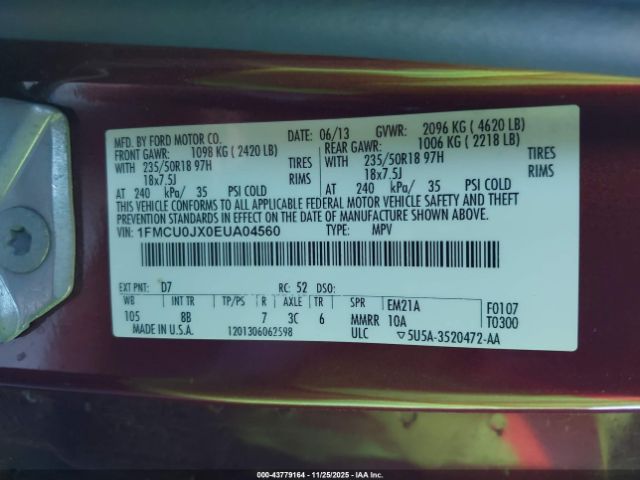 MFD. BY FORD MOTOR CO. DATE: 06/13 GVWR: 2096 KG ( 4620 LB)
FRONT GAWR: 1098 KG ( 2420 LB) REAR GAWR: 1006 KG ( 2218 LB)
WITH 235/50R18 97H TIRES WITH 235/50R18 97H TIRES
18x7.5J RIMS 18x7.5J RIMS
AT 240 kPa/ 35 PSI COLD AT 240 kPa/ 35 PSI COLD
THIS VEHICLE CONFORMS TO ALL APPLICABLE FEDERAL MOTOR VEHICLE SAFETY AND THEFT
PREVENTION STANDARDS IN EFFECT ON THE DATE OF MANUFACTURE SHOWN ABOVE.
VIN: 1FMCU0JX0EUA04560 TYPE: MPV
EXT PNT: D7 RC: 52 DSO:
WB INT TR TP/PS R AXLE TR SPR EM21A F0107
105 8B 7 3C 6 MMRR 10A T0300
MADE IN U.S.A. 1201306062598 ULC ▽5U5A-3520472-AA
000-43779164 - 11/25/2025 - IAAI.COM